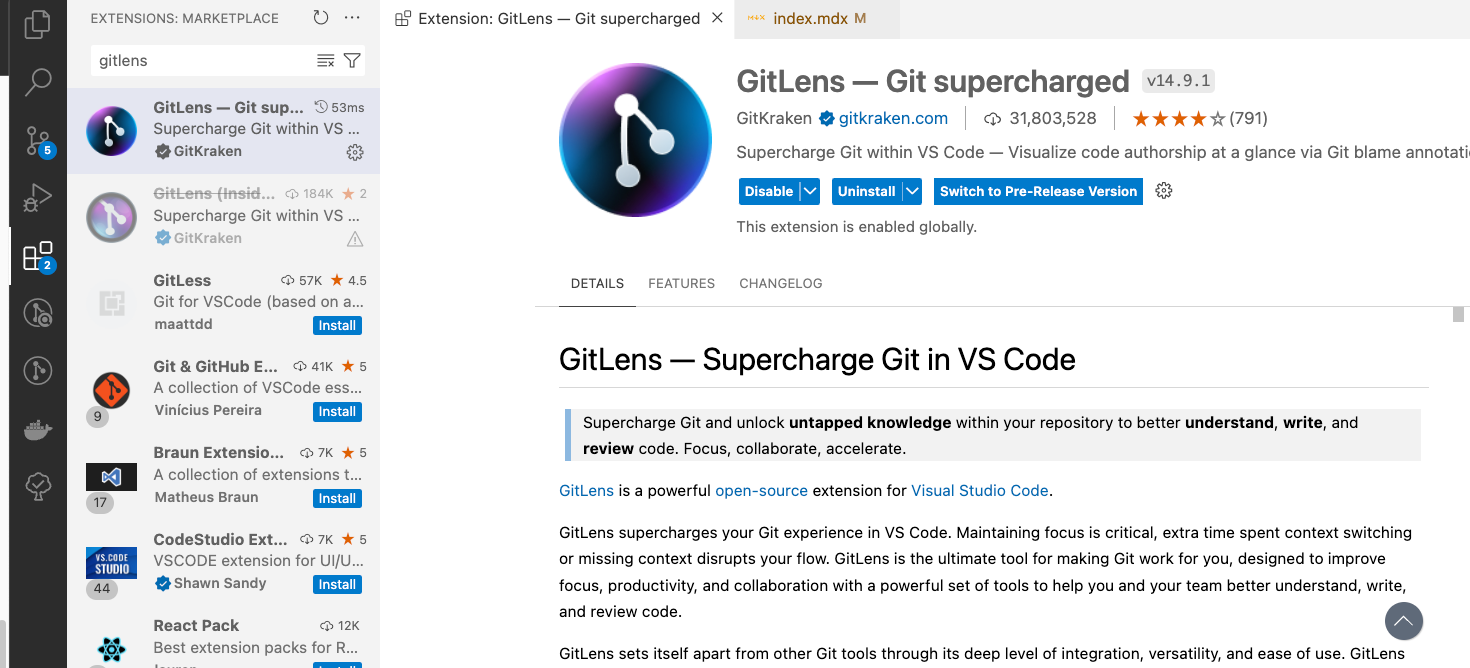 EXTENSIONS: MARKETPLACE
gitlens
GitLens — Git sup... 53ms
Supercharge Git within VS ...
GitKraken
GitLens (Insid... 184K 2
Supercharge Git within VS ...
GitKraken
GitLess 57K 4.5
Git for VSCode (based on a...
maattdd Install
Git & GitHub E... 41K 5
A collection of VSCode ess...
Vinícius Pereira Install
9
Braun Extensio... 7K 5
A collection of extensions t...
Matheus Braun Install
17
CodeStudio Ext... 7K 5
VSCODE extension for UI/U...
Shawn Sandy Install
VS.CODE
STUDIO
44
React Pack 12K
Best extension packs for R...
5
2
Extension: GitLens — Git supercharged
index.mdx M
GitLens — Git supercharged v14.9.1
GitKraken gitkraken.com 31,803,528 (791)
Supercharge Git within VS Code — Visualize code authorship at a glance via Git blame annotati
Disable Uninstall Switch to Pre-Release Version
This extension is enabled globally.
DETAILS FEATURES CHANGELOG
GitLens — Supercharge Git in VS Code
Supercharge Git and unlock untapped knowledge within your repository to better understand, write, and
review code. Focus, collaborate, accelerate.
GitLens is a powerful open-source extension for Visual Studio Code.
GitLens supercharges your Git experience in VS Code. Maintaining focus is critical, extra time spent context switching
or missing context disrupts your flow. GitLens is the ultimate tool for making Git work for you, designed to improve
focus, productivity, and collaboration with a powerful set of tools to help you and your team better understand, write,
and review code.
GitLens sets itself apart from other Git tools through its deep level of integration, versatility, and ease of use. GitLens